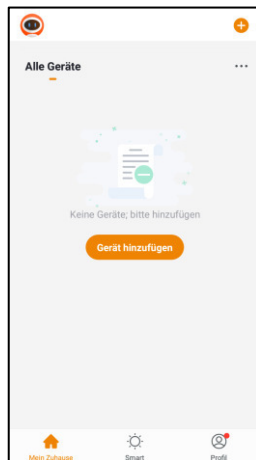 Alle Geräte
Keine Geräte; bitte hinzufügen
Gerät hinzufügen
Mein Zuhause
Smart
Profil